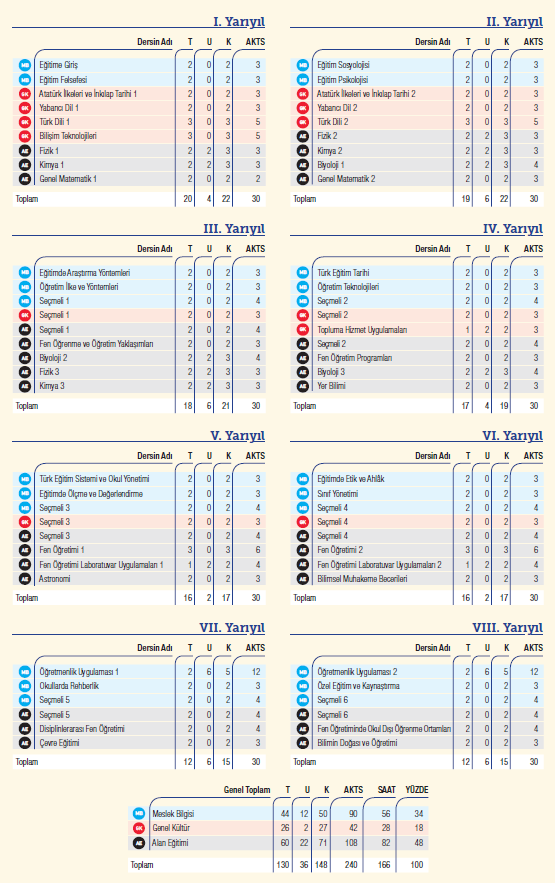 I. Yarıyıl
Dersin Adı T U K AKTS
MB Eğitime Giriş 2 0 2 3
MB Eğitim Felsefesi 2 0 2 3
GK Atatürk İlkeleri ve İnkılap Tarihi 1 2 0 2 3
GK Yabancı Dil 1 2 0 2 3
GK Türk Dili 1 3 0 3 5
GK Bilişim Teknolojileri 3 0 3 5
AE Fizik 1 2 2 3 3
AE Kimya 1 2 2 3 3
AE Genel Matematik 1 2 0 2 2
Toplam 20 4 22 30
II. Yarıyıl
Dersin Adı T U K AKTS
MB Eğitim Sosyolojisi 2 0 2 3
MB Eğitim Psikolojisi 2 0 2 3
GK Atatürk İlkeleri ve İnkılap Tarihi 2 2 0 2 3
GK Yabancı Dil 2 2 0 2 3
GK Türk Dili 2 3 0 3 5
AE Fizik 2 2 2 3 3
AE Kimya 2 2 2 3 3
AE Biyoloji 1 2 2 3 4
AE Genel Matematik 2 2 0 2 3
Toplam 19 6 22 30
III. Yarıyıl
Dersin Adı T U K AKTS
MB Eğitimde Araştırma Yöntemleri 2 0 2 3
MB Öğretim İlke ve Yöntemleri 2 0 2 3
MB Seçmeli 1 2 0 2 4
GK Seçmeli 1 2 0 2 3
AE Seçmeli 1 2 0 2 4
AE Fen Öğrenme ve Öğretim Yaklaşımları 2 0 2 3
AE Biyoloji 2 2 2 3 4
AE Fizik 3 2 2 3 3
AE Kimya 3 2 2 3 3
Toplam 18 6 21 30
IV. Yarıyıl
Dersin Adı T U K AKTS
MB Türk Eğitim Tarihi 2 0 2 3
MB Öğretim Teknolojileri 2 0 2 3
MB Seçmeli 2 2 0 2 4
GK Seçmeli 2 2 0 2 3
GK Topluma Hizmet Uygulamaları 1 2 2 3
AE Seçmeli 2 2 0 2 4
AE Fen Öğretim Programları 2 0 2 3
AE Biyoloji 3 2 2 3 4
AE Yer Bilimi 2 0 2 3
Toplam 17 4 19 30
V. Yarıyıl
Dersin Adı T U K AKTS
MB Türk Eğitim Sistemi ve Okul Yönetimi 2 0 2 3
MB Eğitimde Ölçme ve Değerlendirme 2 0 2 3
MB Seçmeli 3 2 0 2 4
GK Seçmeli 3 2 0 2 3
AE Seçmeli 3 2 0 2 4
AE Fen Öğretimi 1 3 0 3 6
AE Fen Öğretimi Laboratuvar Uygulamaları 1 1 2 2 4
AE Astronomi 2 0 2 3
Toplam 16 2 17 30
VI. Yarıyıl
Dersin Adı T U K AKTS
MB Eğitimde Etik ve Ahlâk 2 0 2 3
MB Sınıf Yönetimi 2 0 2 3
MB Seçmeli 4 2 0 2 4
GK Seçmeli 4 2 0 2 3
AE Seçmeli 4 2 0 2 4
AE Fen Öğretimi 2 3 0 3 6
AE Fen Öğretimi Laboratuvar Uygulamaları 2 1 2 2 4
AE Bilimsel Muhakeme Becerileri 2 0 2 3
Toplam 16 2 17 30
VII. Yarıyıl
Dersin Adı T U K AKTS
MB Öğretmenlik Uygulaması 1 2 6 5 12
MB Okullarda Rehberlik 2 0 2 3
MB Seçmeli 5 2 0 2 4
AE Seçmeli 5 2 0 2 4
AE Disiplinlerarası Fen Öğretimi 2 0 2 4
AE Çevre Eğitimi 2 0 2 3
Toplam 12 6 15 30
VIII. Yarıyıl
Dersin Adı T U K AKTS
MB Öğretmenlik Uygulaması 2 2 6 5 12
MB Özel Eğitim ve Kaynaştırma 2 0 2 3
MB Seçmeli 6 2 0 2 4
AE Seçmeli 6 2 0 2 4
AE Fen Öğretiminde Okul Dışı Öğrenme Ortamları 2 0 2 4
AE Bilimin Doğası ve Öğretimi 2 0 2 3
Toplam 12 6 15 30
Genel Toplam T U K AKTS SAAT YÜZDE
MB Meslek Bilgisi 44 12 50 90 56 34
GK Genel Kültür 26 2 27 42 28 18
AE Alan Eğitimi 60 22 71 108 82 48
Toplam 130 36 148 240 166 100